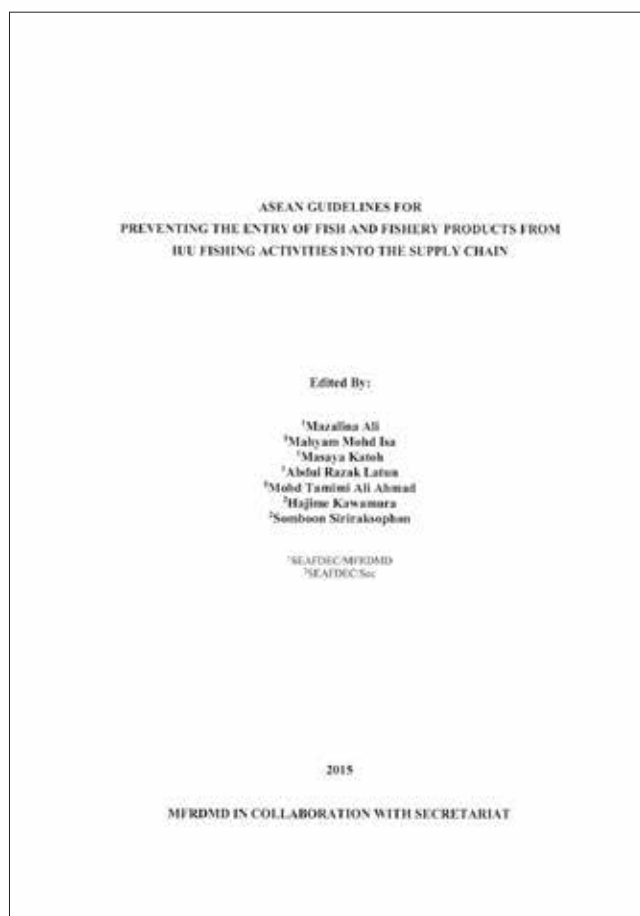 ASEAN GUIDELINES FOR
PREVENTING THE ENTRY OF FISH AND FISHERY PRODUCTS FROM
IUU FISHING ACTIVITIES INTO THE SUPPLY CHAIN
Edited By:
¹Mazalina Ali
¹Mahyam Mohd Isa
¹Masaya Katoh
¹Abdul Razak Latun
¹Mohd Tamimi Ali Ahmad
²Hajime Kawamura
²Somboon Siriraksophon
¹SEAFDEC/MFRDMD
²SEAFDEC/Sec
2015
MFRDMD IN COLLABORATION WITH SECRETARIAT